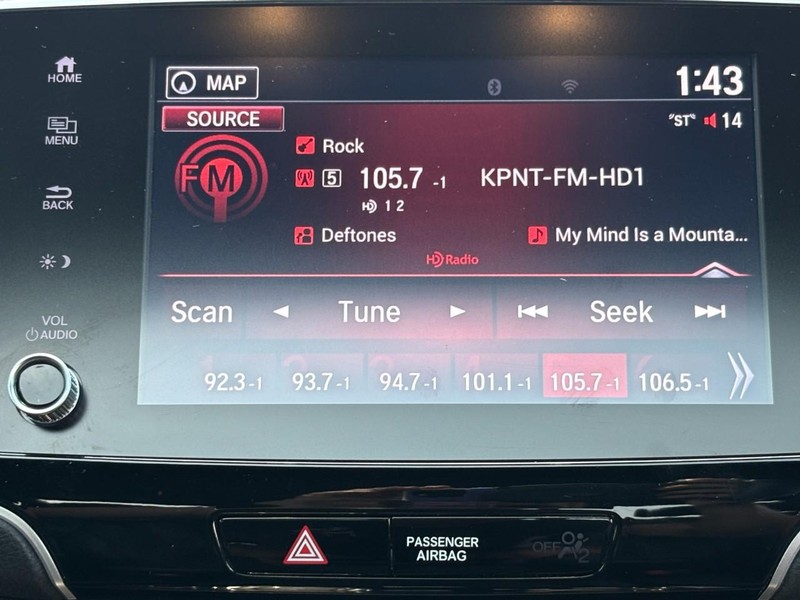 HOME
MENU
BACK
VOL
AUDIO
MAP
1:43
SOURCE
"ST" 14
FM
Rock
5 105.7 -1 KPNT-FM-HD1
HD 1 2
Deftones
My Mind Is a Mounta...
HD Radio
Scan Tune Seek
92.3-1 93.7-1 94.7-1 101.1-1 105.7-1 106.5-1
PASSENGER
AIRBAG
OFF 2